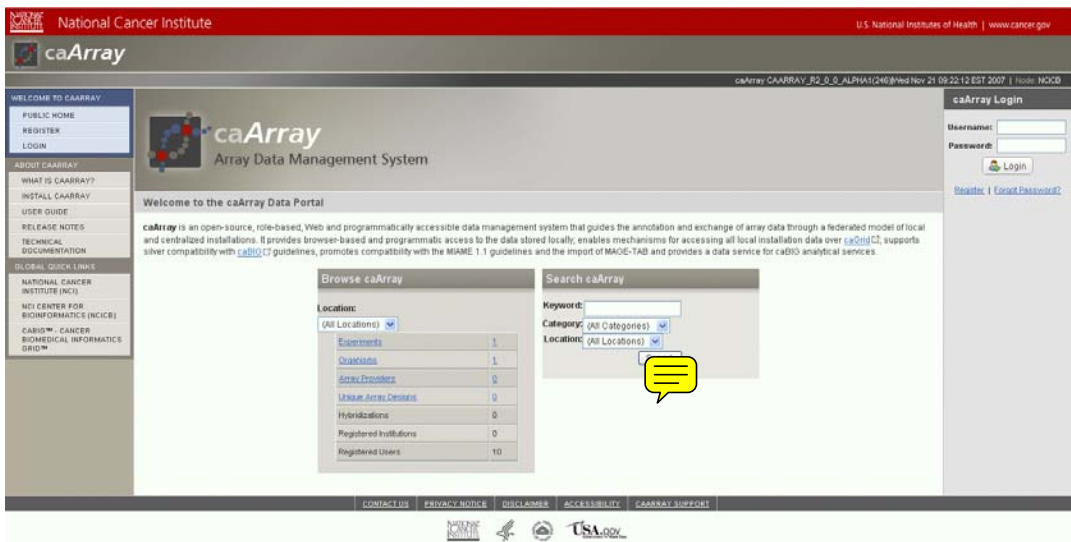 NATIONAL CANCER INSTITUTE National Cancer Institute
U.S. National Institutes of Health | www.cancer.gov
caArray
caArray CAARRAY_R2_0_0_ALPHA1(246)#Wed Nov 21 09:22:12 EST 2007 | Node: NCICB
WELCOME TO CAARRAY
PUBLIC HOME
REGISTER
LOGIN
ABOUT CAARRAY
WHAT IS CAARRAY?
INSTALL CAARRAY
USER GUIDE
RELEASE NOTES
TECHNICAL
DOCUMENTATION
GLOBAL QUICK LINKS
NATIONAL CANCER
INSTITUTE (NCI)
NCI CENTER FOR
BIOINFORMATICS (NCICB)
CABIG™ - CANCER
BIOMEDICAL INFORMATICS
GRID™
caArray
Array Data Management System
Welcome to the caArray Data Portal
caArray is an open-source, role-based, Web and programmatically accessible data management system that guides the annotation and exchange of array data through a federated model of local
and centralized installations. It provides browser-based and programmatic access to the data stored locally; enables mechanisms for accessing all local installation data over caGrid, supports
silver compatibility with caBIG guidelines, promotes compatibility with the MIAME 1.1 guidelines and the import of MAGE-TAB and provides a data service for caBIG analytical services.
Browse caArray
Location:
(All Locations)
Experiments 1
Organisms 1
Array Providers 0
Unique Array Designs 0
Hybridizations 0
Registered Institutions 0
Registered Users 10
Search caArray
Keyword:
Category: (All Categories)
Location: (All Locations)
caArray Login
Username:
Password:
Login
Register | Forgot Password?
CONTACT US PRIVACY NOTICE DISCLAIMER ACCESSIBILITY CAARRAY SUPPORT
NATIONAL CANCER INSTITUTE USA.gov